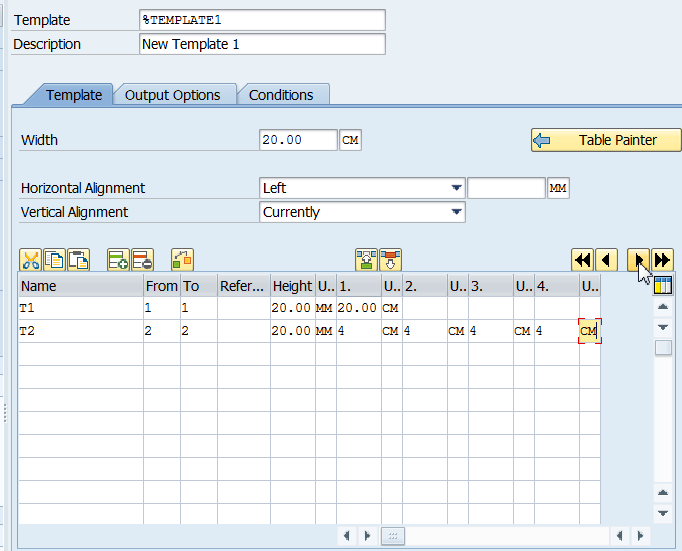 Template %TEMPLATE1
Description New Template 1
Template Output Options Conditions
Width 20.00 CM Table Painter
Horizontal Alignment Left MM
Vertical Alignment Currently
Name From To Refer... Height U.. 1. U.. 2. U.. 3. U.. 4. U..
T1 1 1 20.00 MM 20.00 CM
T2 2 2 20.00 MM 4 CM 4 CM 4 CM 4 CM